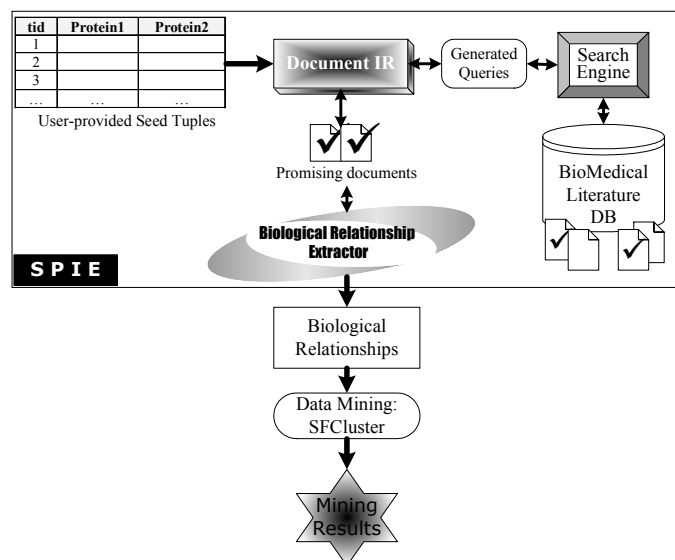 tid Protein1 Protein2
1
2
3
... ... ...
User-provided Seed Tuples
Document IR
Generated
Queries
Search
Engine
Promising documents
BioMedical
Literature
DB
Biological Relationship
Extractor
S P I E
Biological
Relationships
Data Mining:
SFCluster
Mining
Results